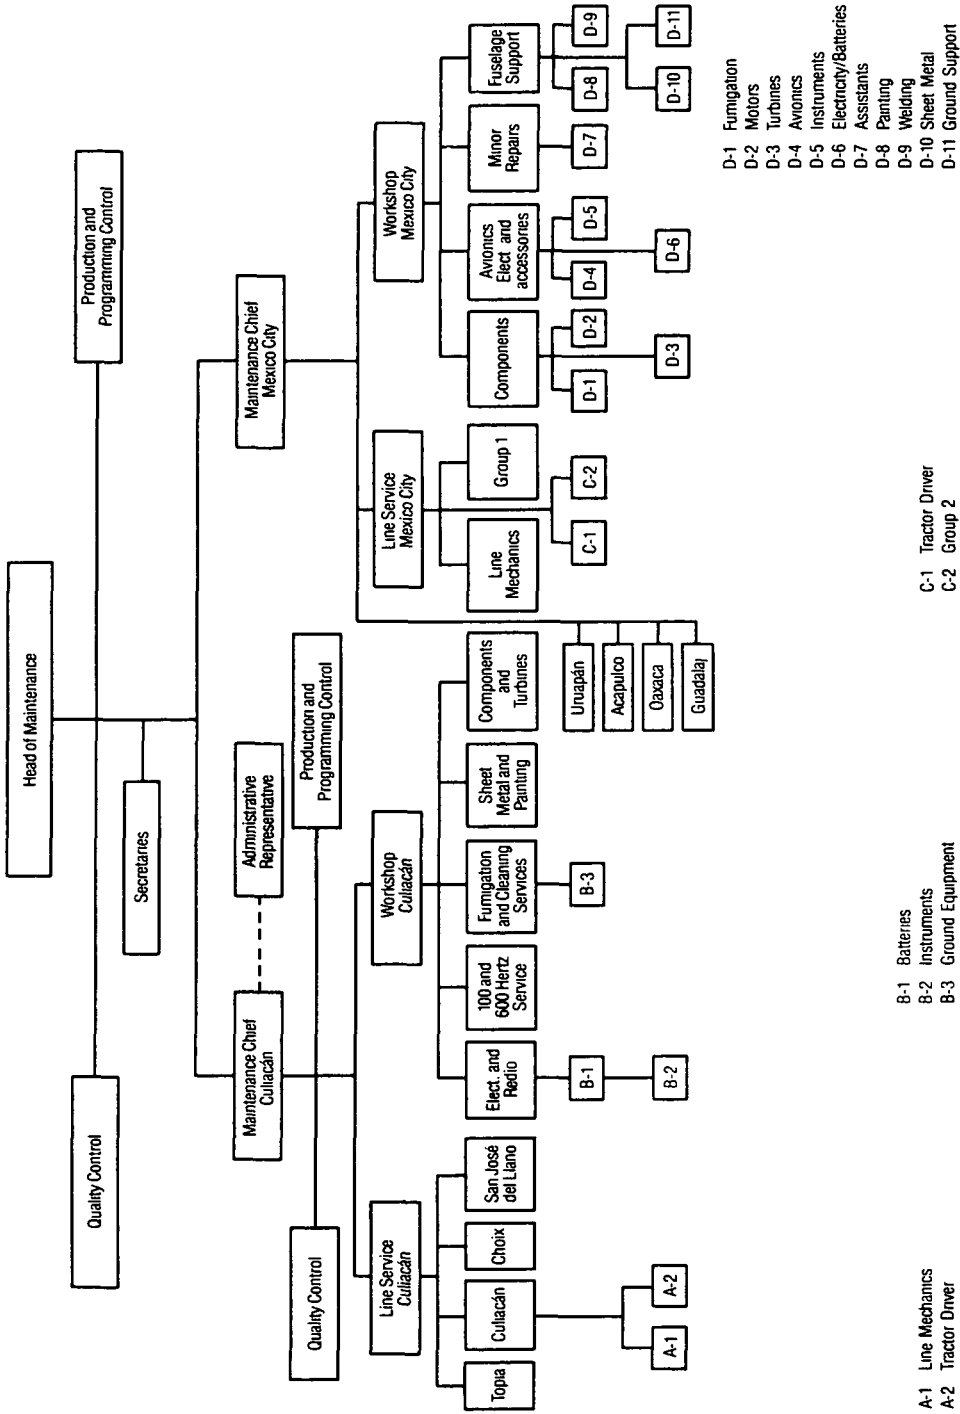 Head of Maintenance
Quality Control
Production and
Programming Control
Secretaries
Maintenance Chief
Culiacán
Administrative
Representative
Maintenance Chief
Mexico City
Quality Control
Production and
Programming Control
Line Service
Culiacán
Workshop
Culiacán
Line Service
Mexico City
Workshop
Mexico City
Topia
Culiacán
Choix
San José
del Llano
Elect. and
Redio
100 and
600 Hertz
Service
Fumigation
and Cleaning
Services
Sheet
Metal and
Painting
Components
and
Turbines
Line
Mechanics
Group 1
Components
Avionics
Elect and
accessories
Minor
Repairs
Fuselage
Support
A-1
A-2
B-1
B-2
B-3
Uruapán
Acapulco
Oaxaca
Guadalaj
C-1
C-2
D-1
D-2
D-3
D-4
D-5
D-6
D-7
D-8
D-9
D-10
D-11
A-1 Line Mechanics
A-2 Tractor Driver
B-1 Batteries
B-2 Instruments
B-3 Ground Equipment
C-1 Tractor Driver
C-2 Group 2
D-1 Fumigation
D-2 Motors
D-3 Turbines
D-4 Avionics
D-5 Instruments
D-6 Electricity/Batteries
D-7 Assistants
D-8 Painting
D-9 Welding
D-10 Sheet Metal
D-11 Ground Support